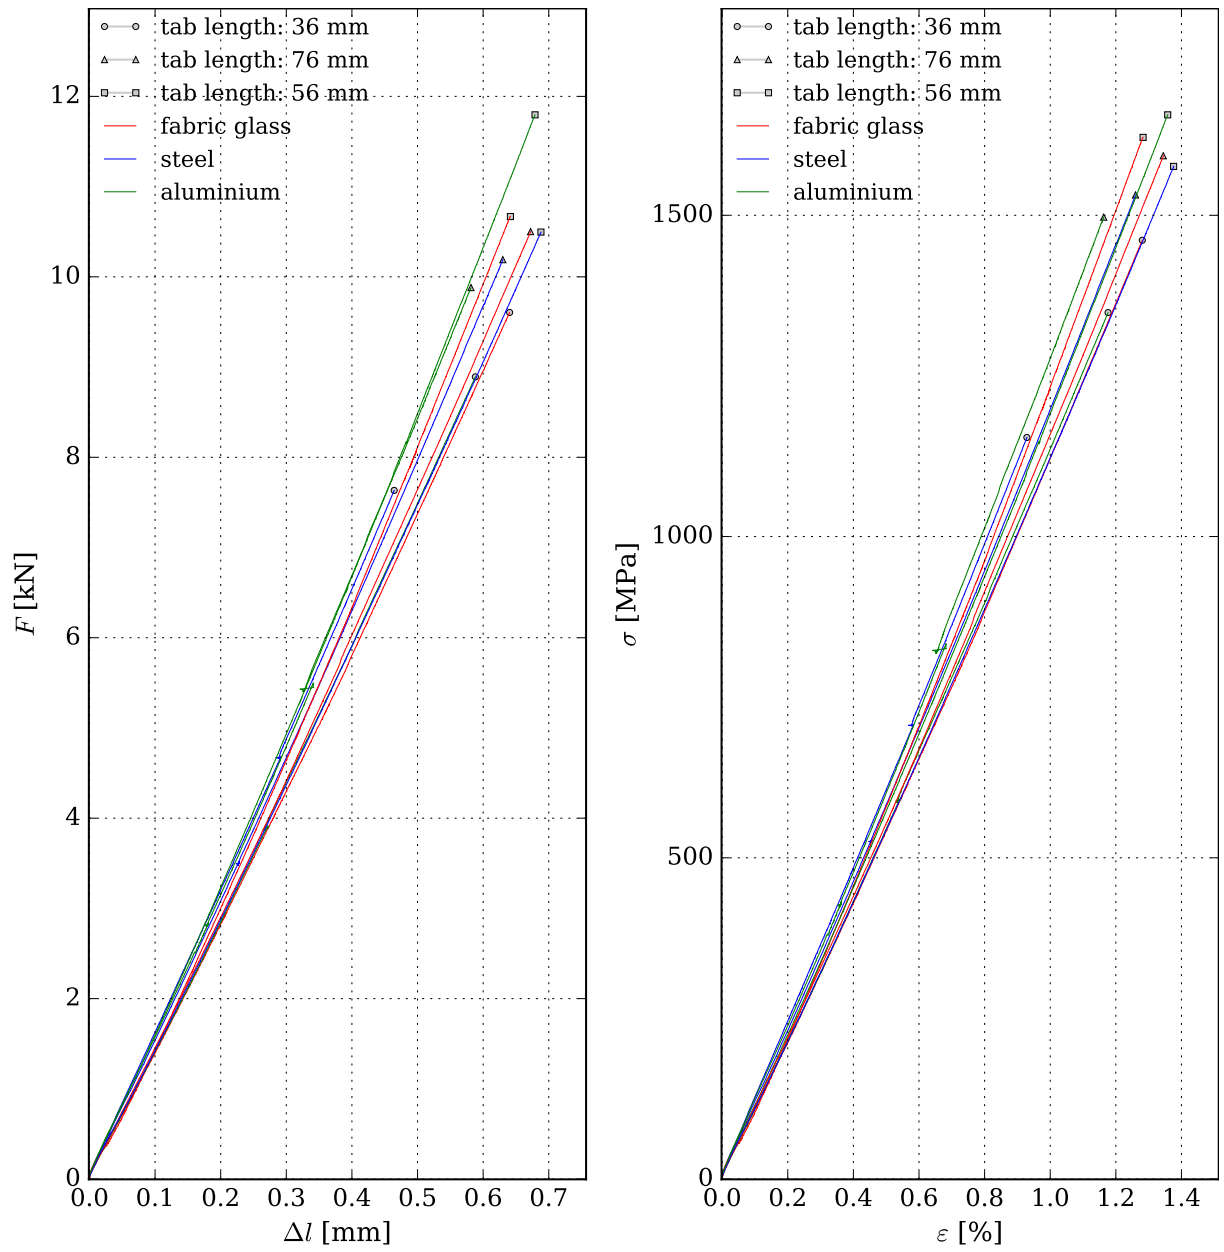 tab length: 36 mm
tab length: 76 mm
tab length: 56 mm
fabric glass
steel
aluminium
12
10
8
6
4
2
0
F [kN]
0.0 0.1 0.2 0.3 0.4 0.5 0.6 0.7
Δl [mm]
tab length: 36 mm
tab length: 76 mm
tab length: 56 mm
fabric glass
steel
aluminium
1500
1000
500
0
σ [MPa]
0.0 0.2 0.4 0.6 0.8 1.0 1.2 1.4
ε [%]